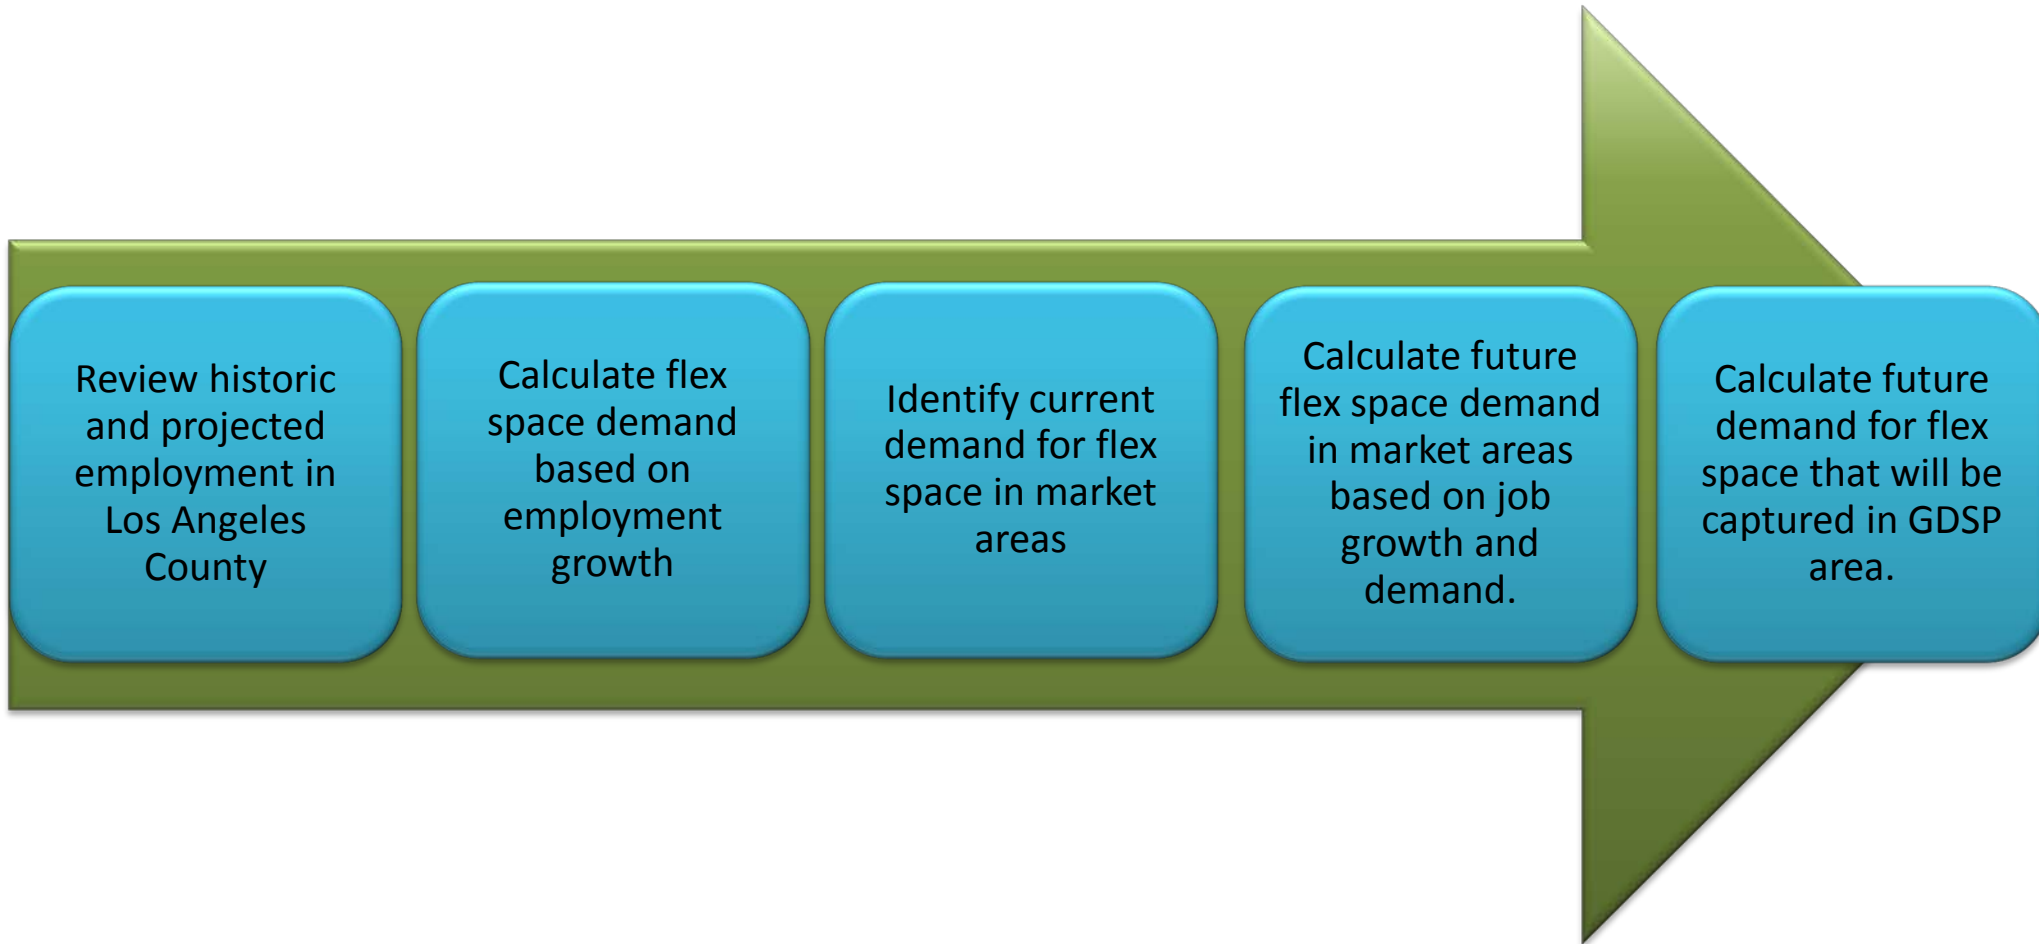 Review historic
and projected
employment in
Los Angeles
County
Calculate flex
space demand
based on
employment
growth
Identify current
demand for flex
space in market
areas
Calculate future
flex space demand
in market areas
based on job
growth and
demand.
Calculate future
demand for flex
space that will be
captured in GDSP
area.